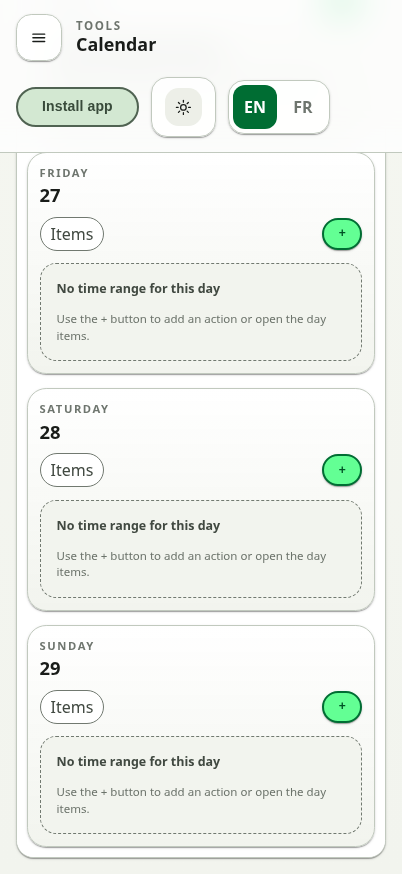 TOOLS
Calendar
Install app
EN FR
FRIDAY
27
Items +
No time range for this day
Use the + button to add an action or open the day
items.
SATURDAY
28
Items +
No time range for this day
Use the + button to add an action or open the day
items.
SUNDAY
29
Items +
No time range for this day
Use the + button to add an action or open the day
items.